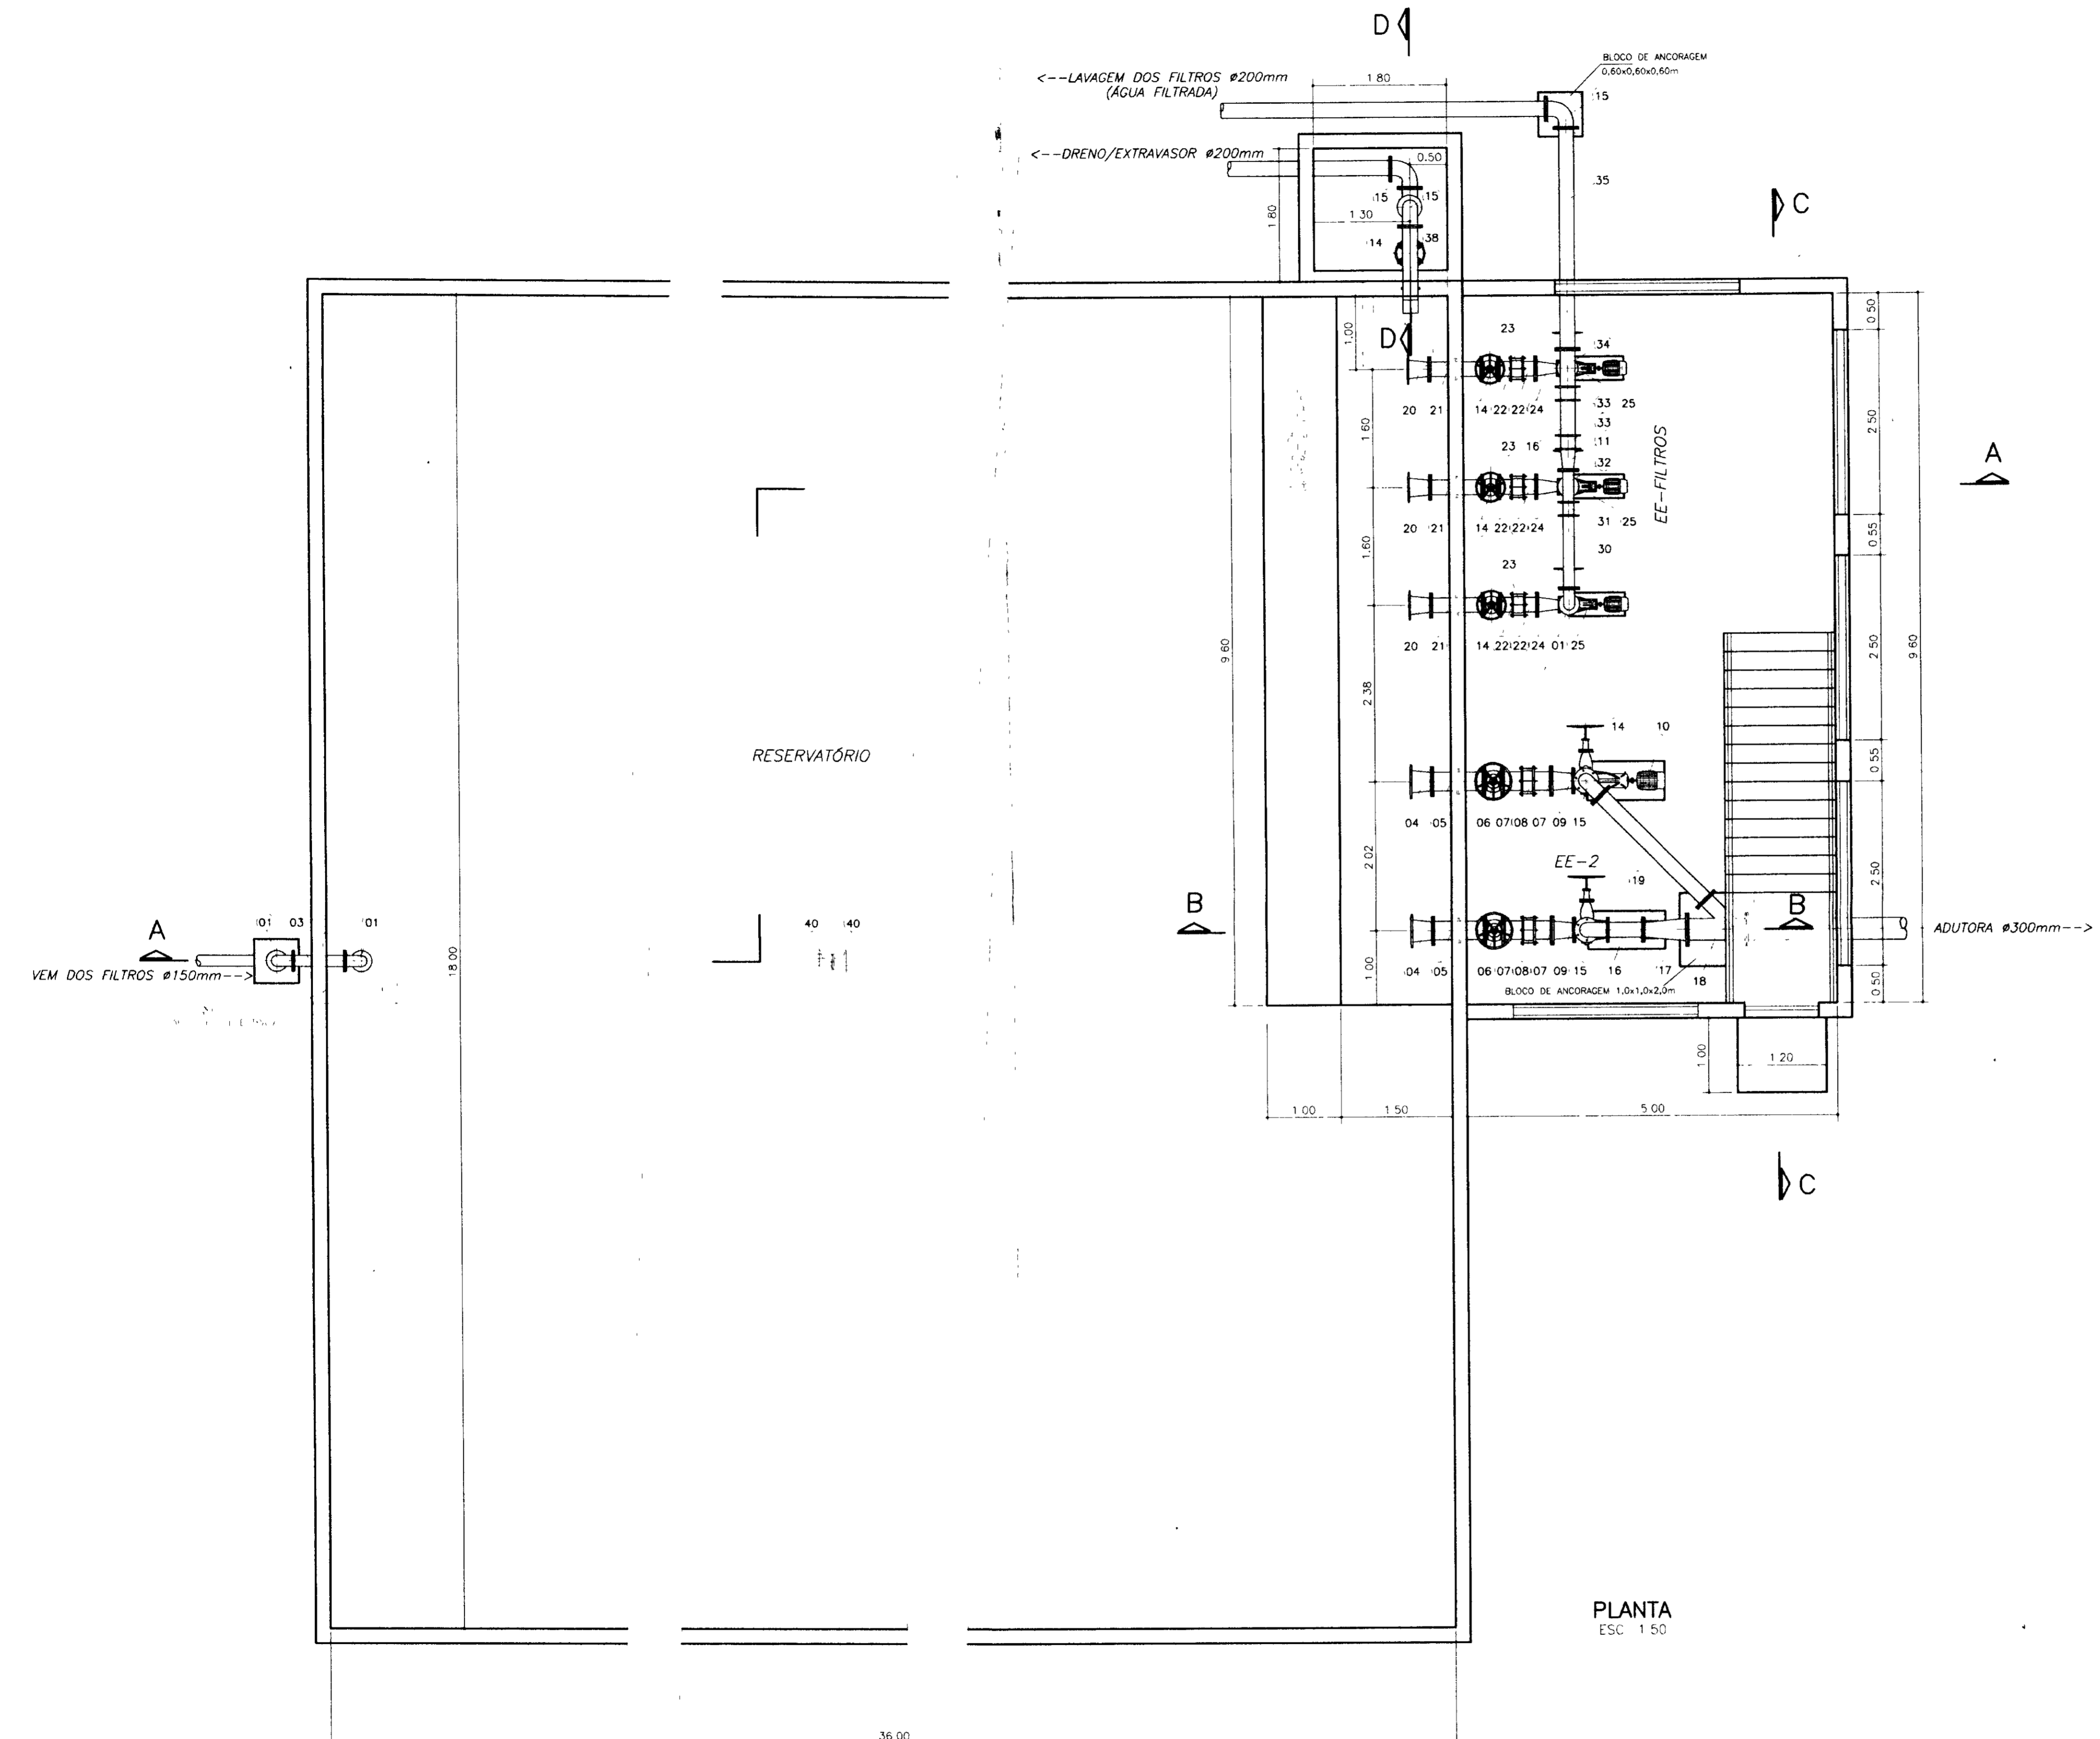 D
BLOCO DE ANCORAGEM
0,60x0,60x0,60m
<--LAVAGEM DOS FILTROS ø200mm
(ÁGUA FILTRADA)
1.80
15
<--DRENO/EXTRAVASOR ø200mm
0.50
35
15 15
1.30
1.80
14 38
C
D
23
34
1.00
0.50
20 21 14 22 22 24 33 25
33
11
23 16
32
1.60
EE-FILTROS
2.50
A
20 21 14 22 22 24 31 25
30
1.60
0.55
23
20 21 14 22 22 24 01 25
9.60
2.38
2.50
9.60
14 10
RESERVATÓRIO
0.55
04 05 06 07 08 07 09 15
2.02
EE-2
19
2.50
B
B
A
01 03 01
40 40
ADUTORA ø300mm-->
VEM DOS FILTROS ø150mm-->
18.00
1.00
04 05 06 07 08 07 09 15 16 17
18
BLOCO DE ANCORAGEM 1,0x1,0x2,0m
0.50
1.00
1.20
1.00 1.50 5.00
C
PLANTA
ESC 1.50
36.00